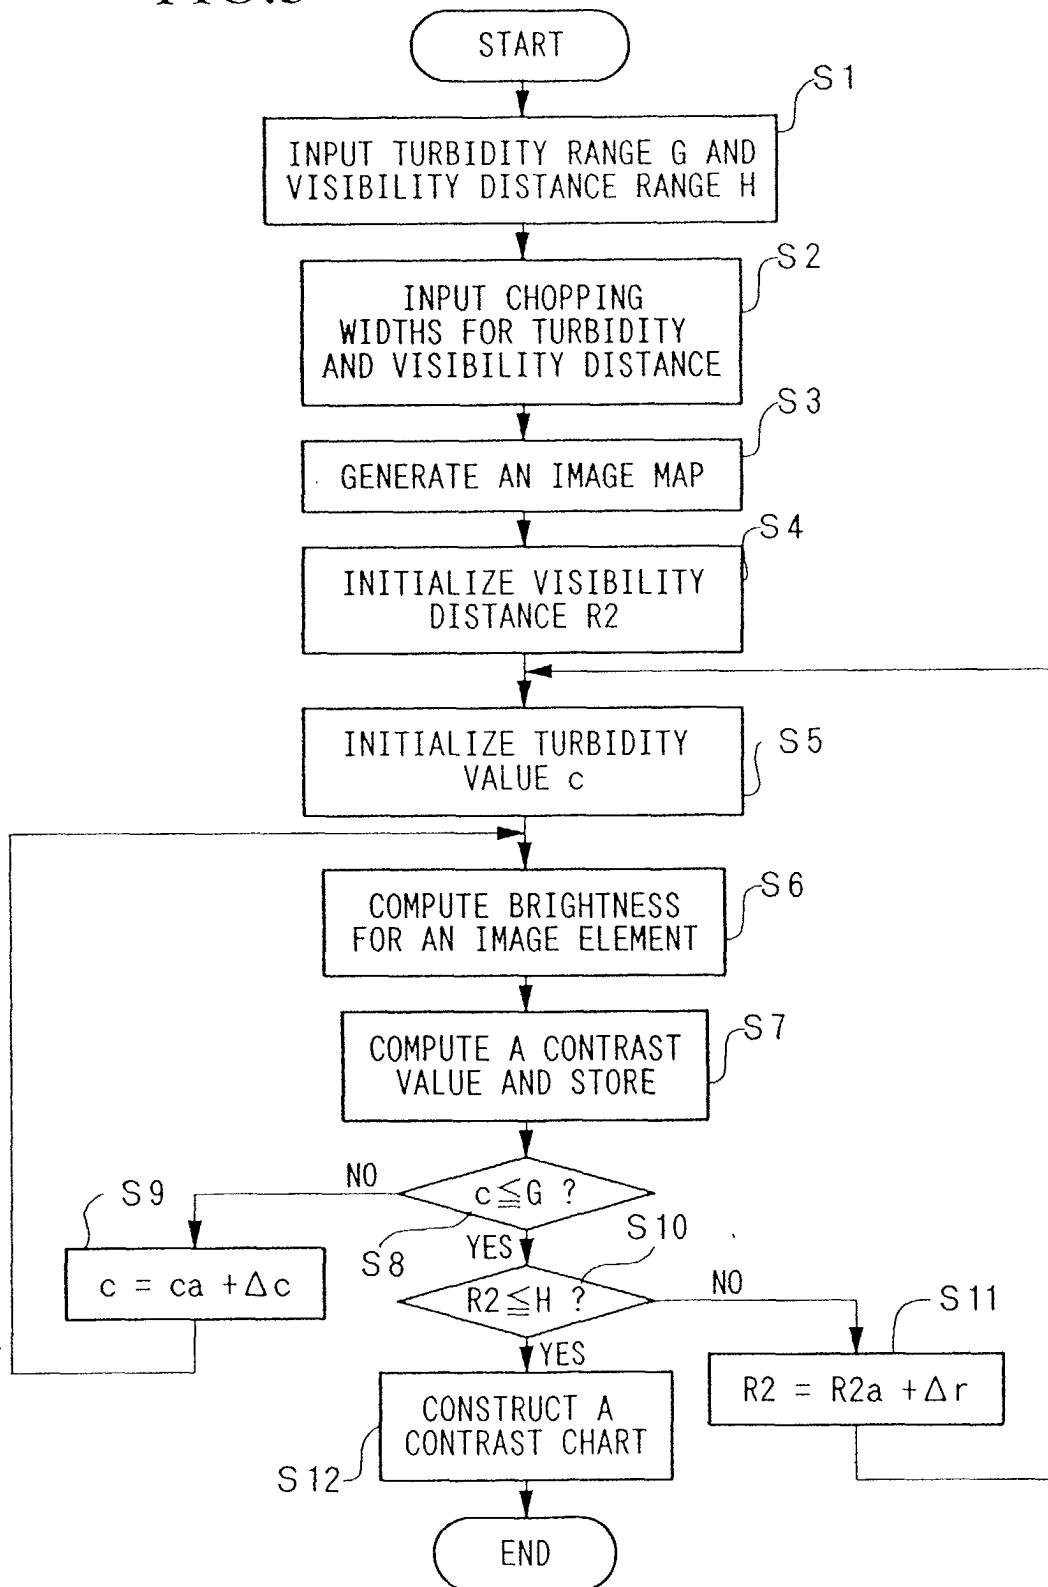 START
S1
INPUT TURBIDITY RANGE G AND
VISIBILITY DISTANCE RANGE H
S2
INPUT CHOPPING
WIDTHS FOR TURBIDITY
AND VISIBILITY DISTANCE
S3
GENERATE AN IMAGE MAP
S4
INITIALIZE VISIBILITY
DISTANCE R2
S5
INITIALIZE TURBIDITY
VALUE c
S6
COMPUTE BRIGHTNESS
FOR AN IMAGE ELEMENT
S7
COMPUTE A CONTRAST
VALUE AND STORE
NO
c≦G ?
S9
S8
YES
S10
c = ca +Δc
R2≦H ?
NO
S11
YES
R2 = R2a +Δr
CONSTRUCT A
CONTRAST CHART
S12
END